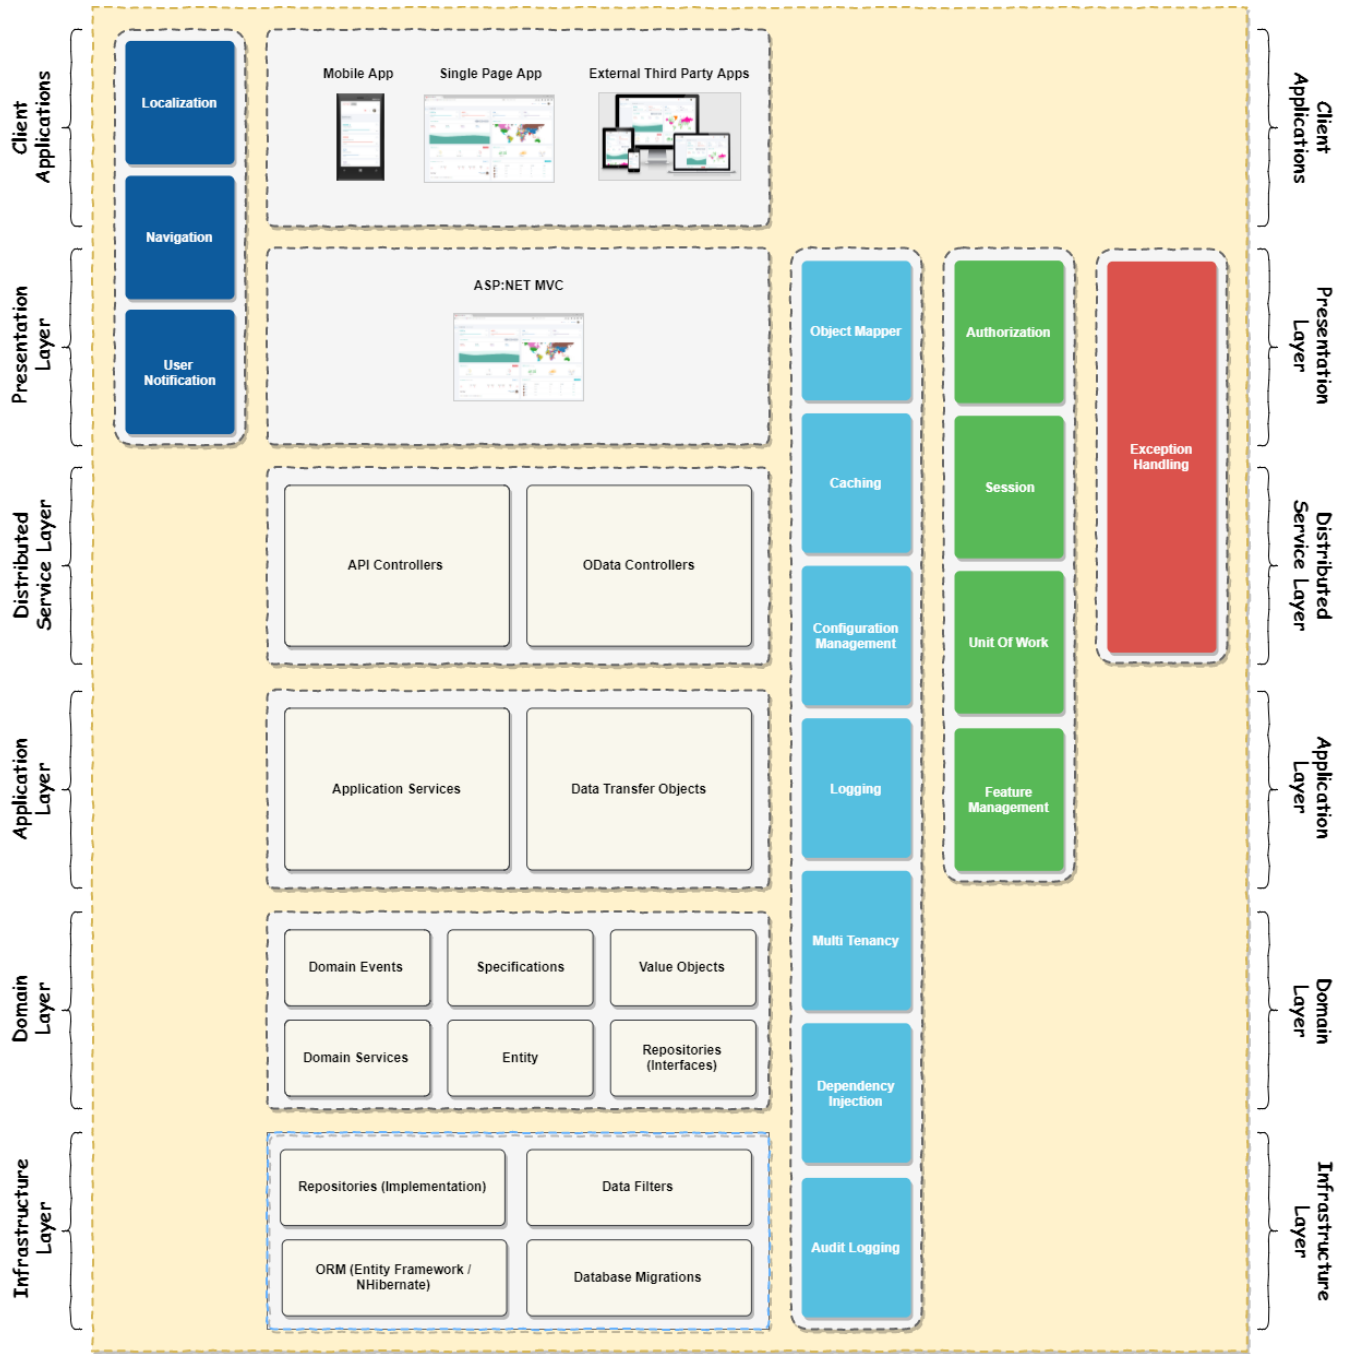 Client
Applications
Localization
Navigation
User
Notification
Mobile App
Single Page App
External Third Party Apps
Client
Applications
Presentation
Layer
ASP:NET MVC
Presentation
Layer
Object Mapper
Caching
Configuration
Management
Logging
Multi Tenancy
Dependency
Injection
Audit Logging
Authorization
Session
Unit Of Work
Feature
Management
Exception
Handling
Distributed
Service Layer
API Controllers
OData Controllers
Distributed
Service Layer
Application
Layer
Application Services
Data Transfer Objects
Application
Layer
Domain
Layer
Domain Events
Specifications
Value Objects
Domain Services
Entity
Repositories
(Interfaces)
Domain
Layer
Infrastructure
Layer
Repositories (Implementation)
Data Filters
ORM (Entity Framework /
NHibernate)
Database Migrations
Infrastructure
Layer